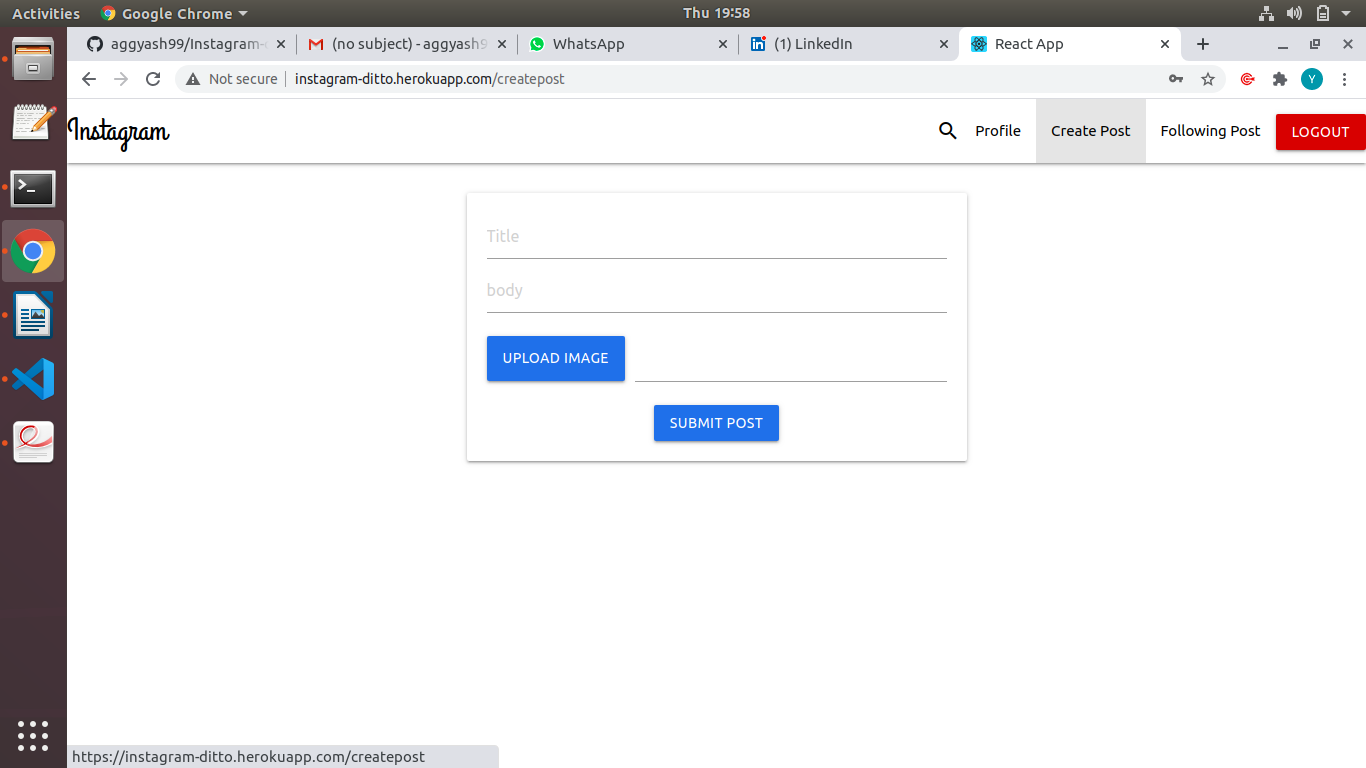 Activities Google Chrome Thu 19:58
aggyash99/Instagram- (no subject) - aggyash9 WhatsApp (1) LinkedIn React App
Not secure instagram-ditto.herokuapp.com/createpost Y
Instagram Profile Create Post Following Post LOGOUT
Title
body
UPLOAD IMAGE
SUBMIT POST
https://instagram-ditto.herokuapp.com/createpost